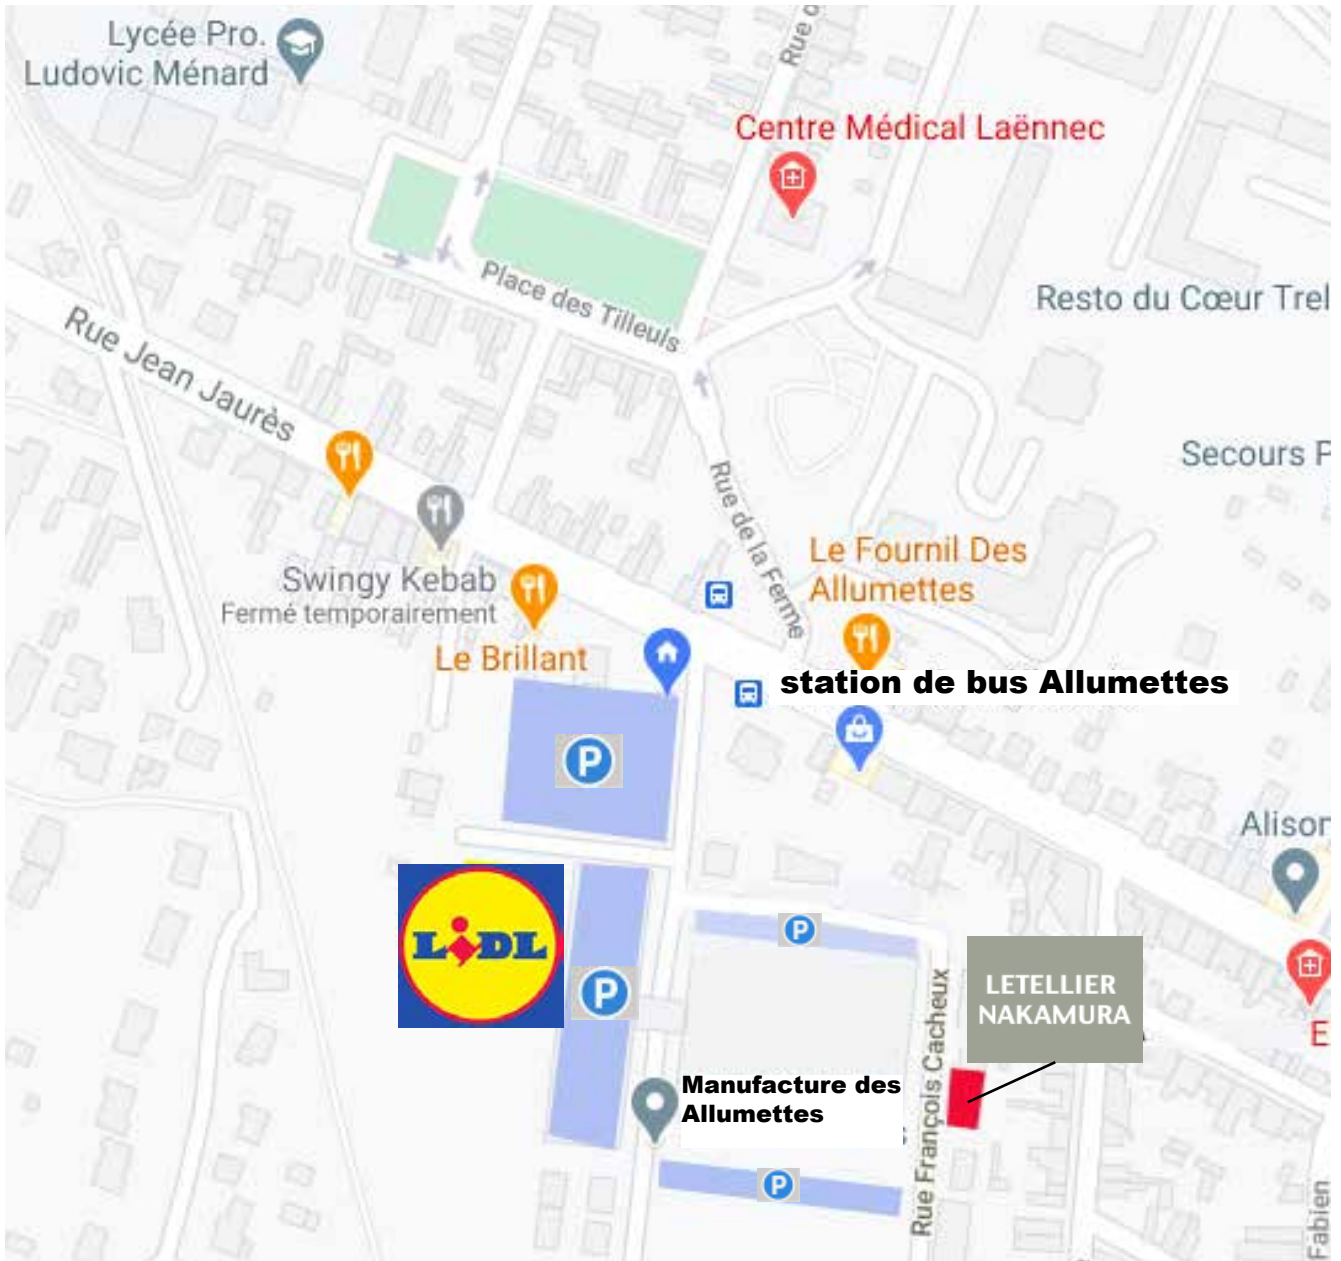 Lycée Pro.
Ludovic Ménard
Centre Médical Laënnec
Place des Tilleuls
Resto du Cœur Trel
Rue Jean Jaurès
Secours P
Rue de la Ferme
Le Fournil Des
Allumettes
Swingy Kebab
Fermé temporairement
Le Brillant
station de bus Allumettes
P
Alison
LIDL
P
P
LETELLIER
NAKAMURA
E
Rue François Cacheux
Manufacture des
Allumettes
P
Fabien